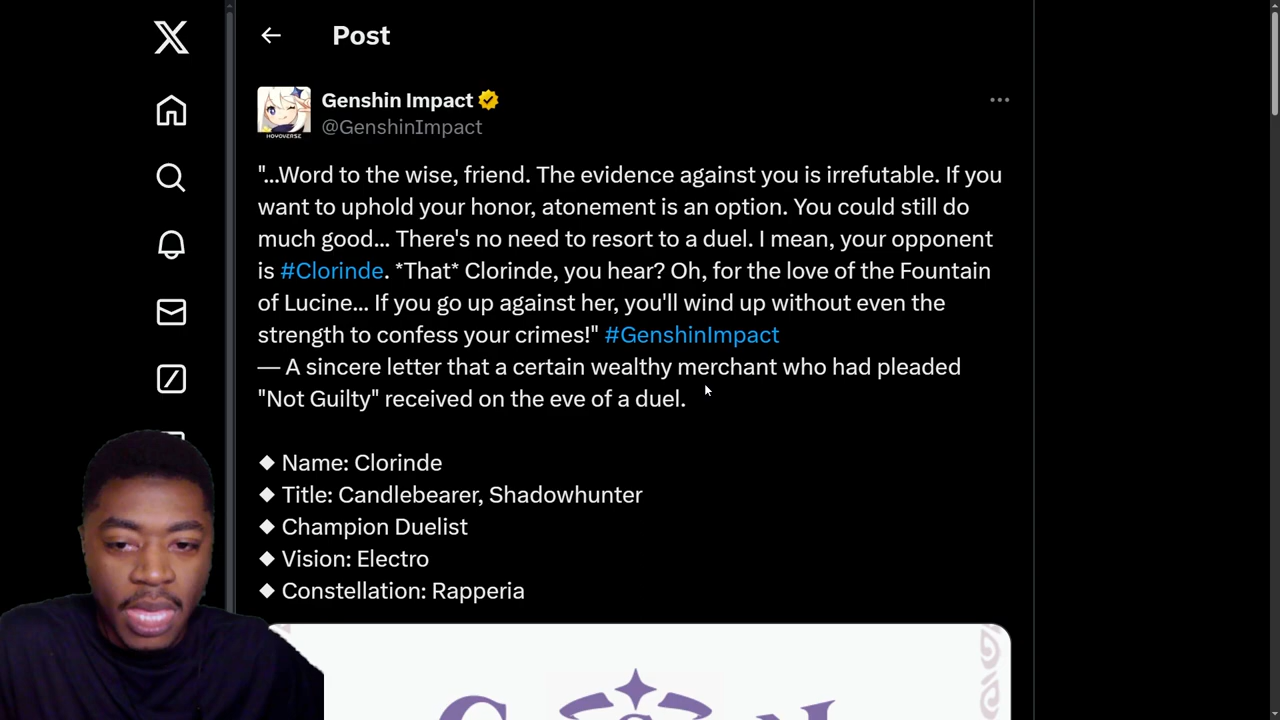 Post
Genshin Impact
@GenshinImpact
"...Word to the wise, friend. The evidence against you is irrefutable. If you
want to uphold your honor, atonement is an option. You could still do
much good... There's no need to resort to a duel. I mean, your opponent
is #Clorinde. *That* Clorinde, you hear? Oh, for the love of the Fountain
of Lucine... If you go up against her, you'll wind up without even the
strength to confess your crimes!" #GenshinImpact
— A sincere letter that a certain wealthy merchant who had pleaded
"Not Guilty" received on the eve of a duel.
◆ Name: Clorinde
◆ Title: Candlebearer, Shadowhunter
◆ Champion Duelist
◆ Vision: Electro
◆ Constellation: Rapperia